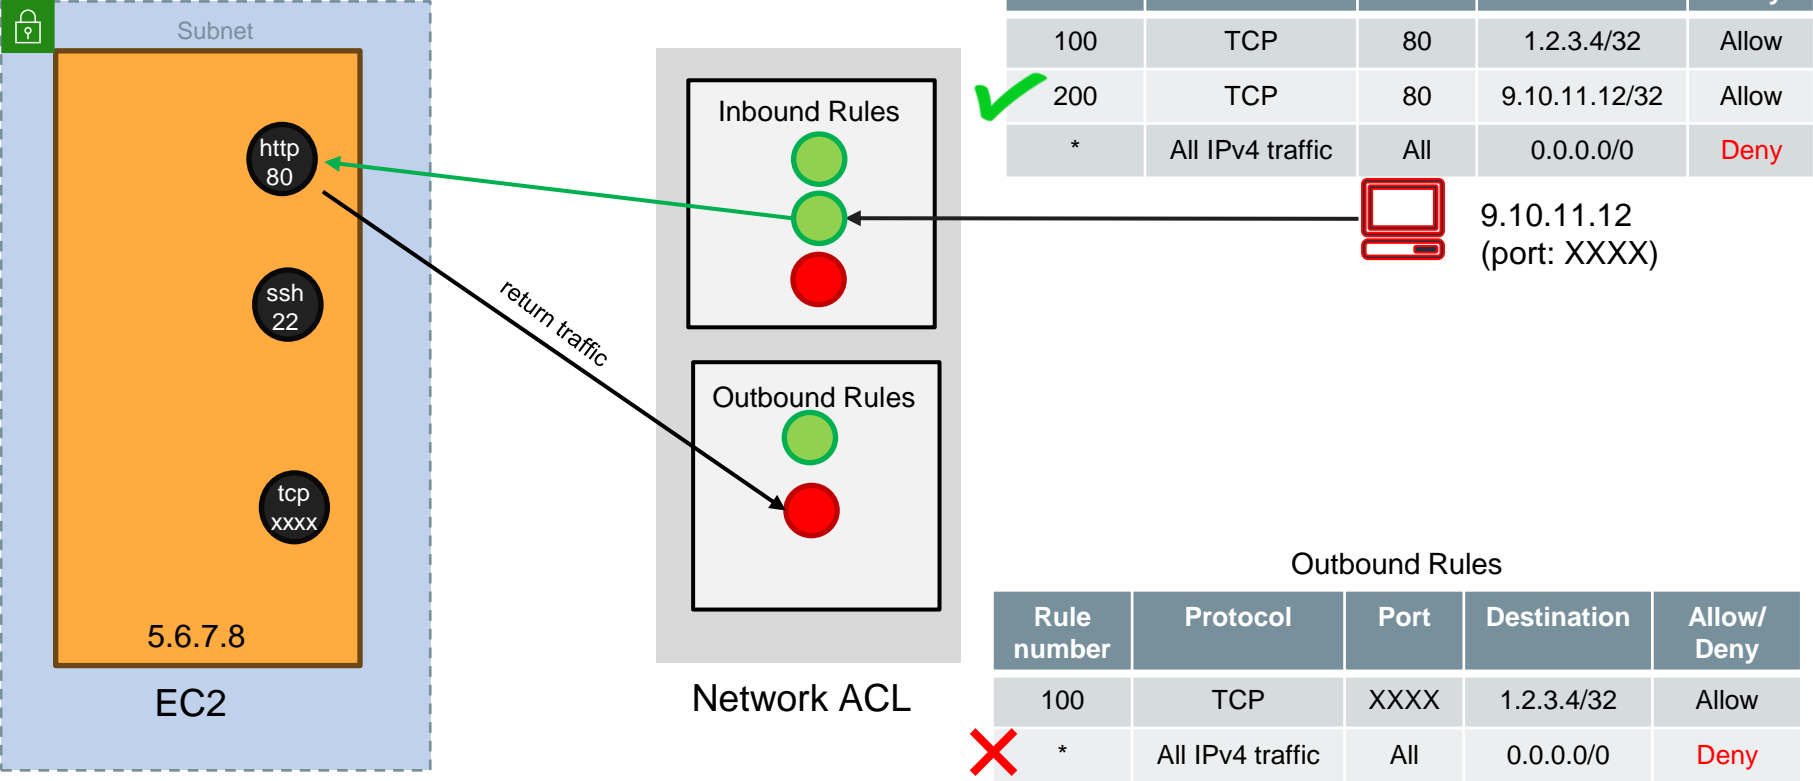 Subnet
100 TCP 80 1.2.3.4/32 Allow
200 TCP 80 9.10.11.12/32 Allow
* All IPv4 traffic All 0.0.0.0/0 Deny
Inbound Rules
http
80
9.10.11.12
(port: XXXX)
ssh
22
return traffic
Outbound Rules
tcp
xxxx
5.6.7.8
EC2
Network ACL
Outbound Rules
Rule number Protocol Port Destination Allow/ Deny
100 TCP XXXX 1.2.3.4/32 Allow
* All IPv4 traffic All 0.0.0.0/0 Deny